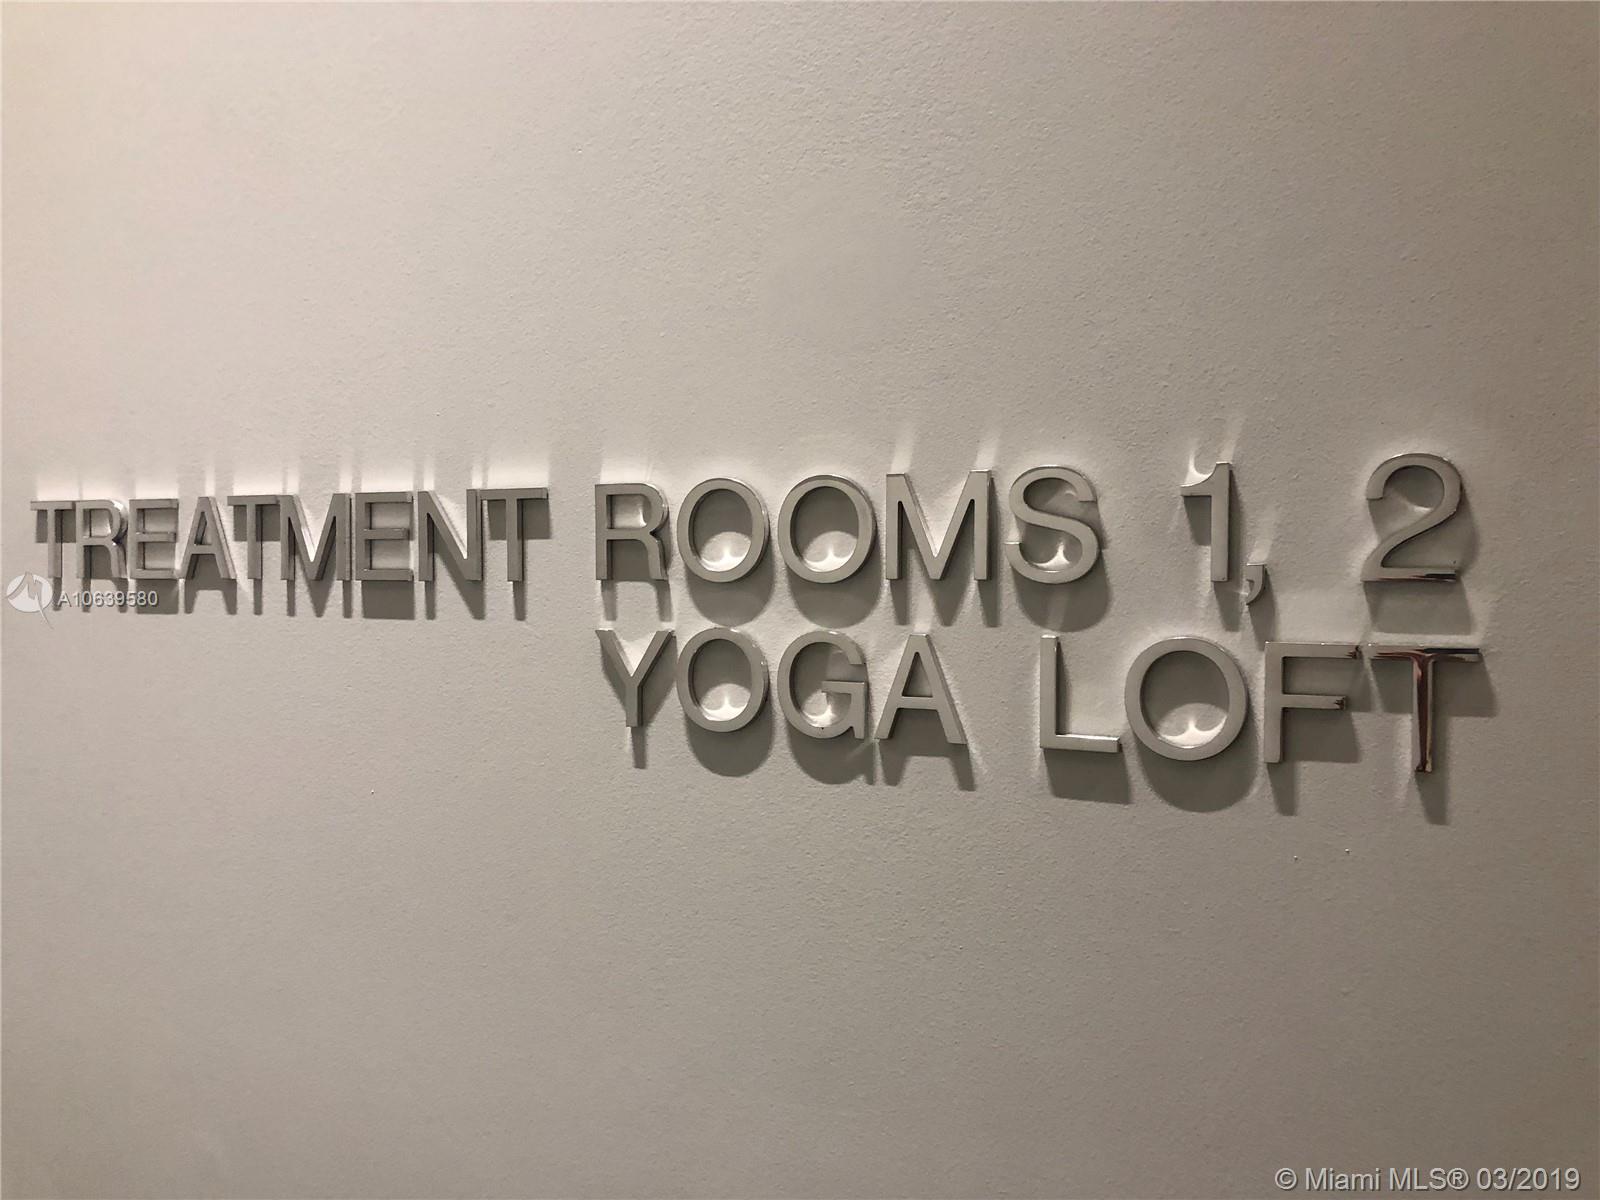 TREATMENT ROOMS 1, 2
YOGA LOFT
A10639580
© Miami MLS® 03/2019